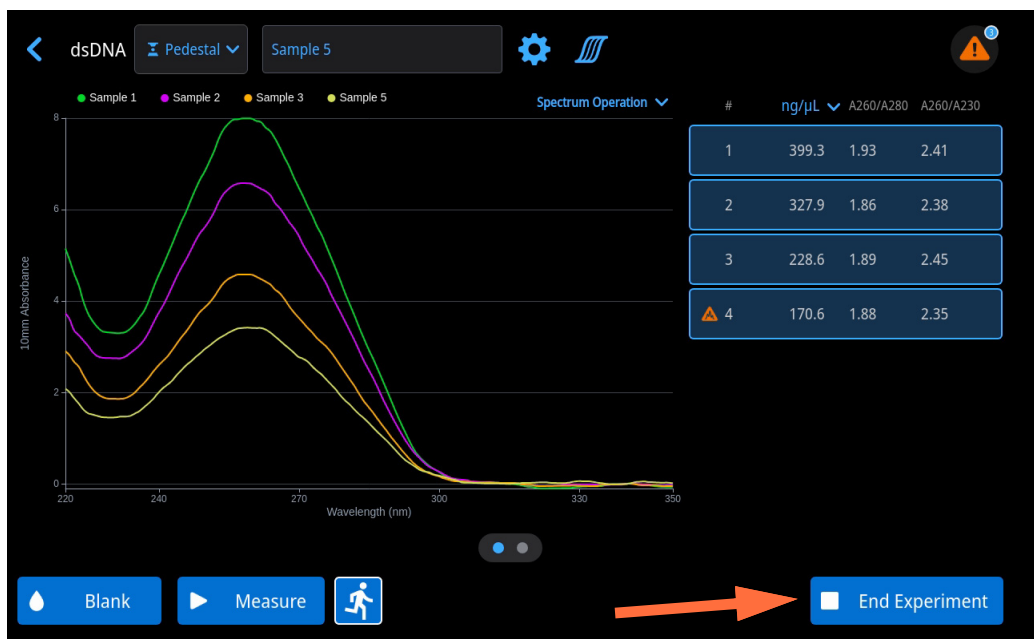 dsDNA Pedestal Sample 5 3
Sample 1 Sample 2 Sample 3 Sample 5 Spectrum Operation
# ng/µL A260/A280 A260/A230
1 399.3 1.93 2.41
2 327.9 1.86 2.38
3 228.6 1.89 2.45
4 170.6 1.88 2.35
10mm Absorbance
8
6
4
2
0
220 240 270 300 330 350
Wavelength (nm)
Blank Measure End Experiment